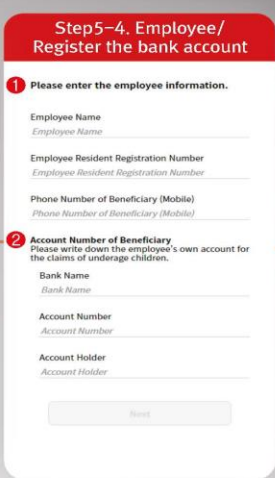 Step5-4. Employee/
Register the bank account
1 Please enter the employee information.
Employee Name
Employee Name
Employee Resident Registration Number
Employee Resident Registration Number
Phone Number of Beneficiary (Mobile)
Phone Number of Beneficiary (Mobile)
2 Account Number of Beneficiary
Please write down the employee's own account for
the claims of underage children.
Bank Name
Bank Name
Account Number
Account Number
Account Holder
Account Holder
Next